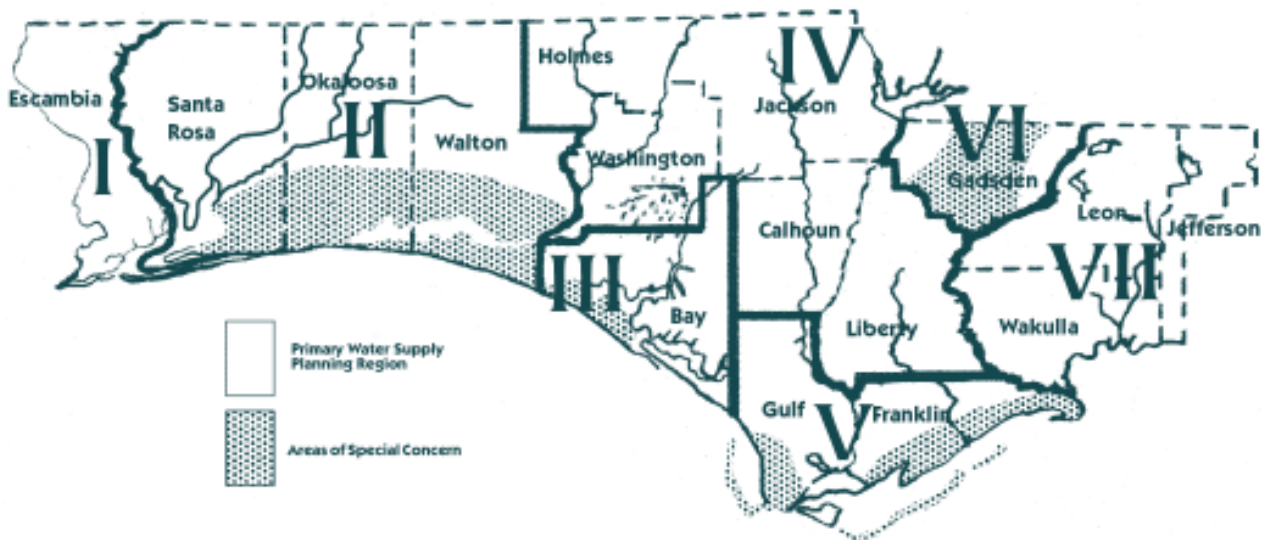 Holmes
IV
Escambia
Santa
Rosa
Okaloosa
II
Walton
Jackson
VI
I
Washington
Gadsden
Leon
Jefferson
Calhoun
VII
III
Bay
Liberty
Wakulla
Primary Water Supply
Planning Region
Gulf
V
Franklin
Areas of Special Concern